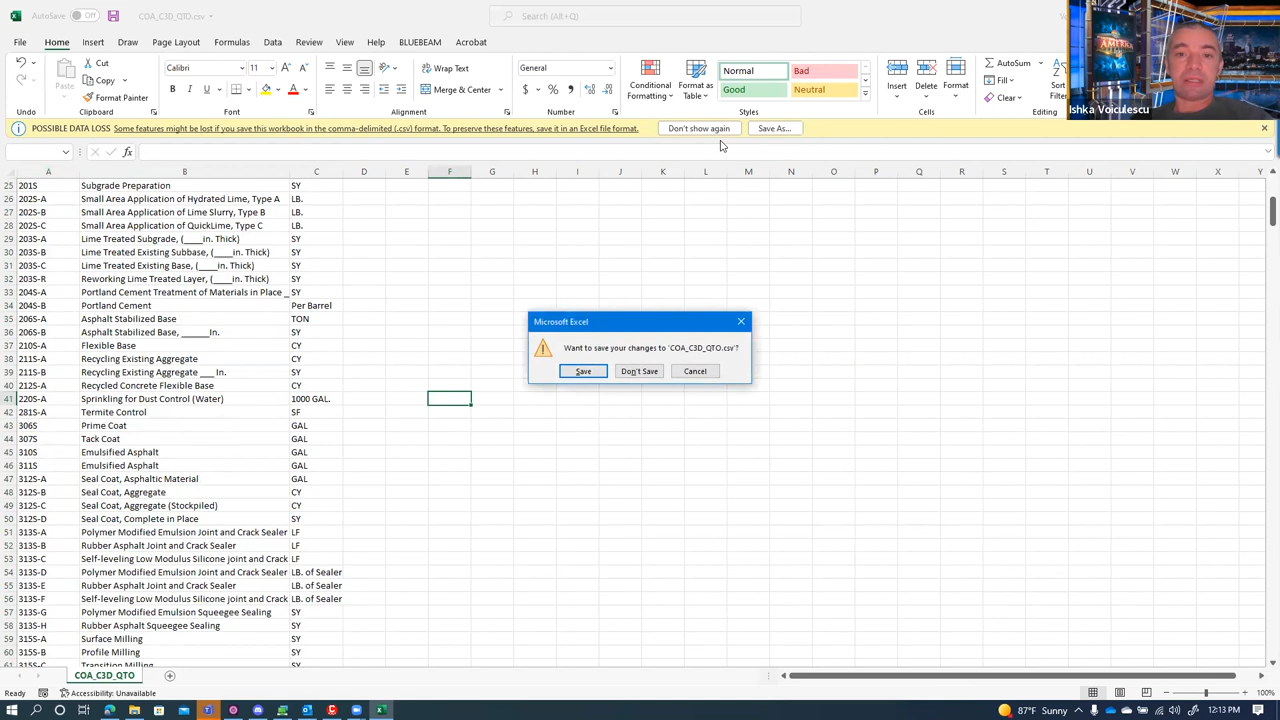 AutoSave Off COA_C3D_QTO.csv Search (Alt+Q)
File Home Insert Draw Page Layout Formulas Data Review View Help BLUEBEAM Acrobat
Paste Cut Copy Format Painter
Calibri 11
B I U
Wrap Text
Merge & Center
General
$ %
Conditional Formatting
Format as Table
Normal Bad Good Neutral
Insert Delete Format
AutoSum Fill Clear
Undo Clipboard Font Alignment Number Styles Cells
AMERICA
Ishka Voiculescu
POSSIBLE DATA LOSS Some features might be lost if you save this workbook in the comma-delimited (.csv) format. To preserve these features, save it in an Excel file format. Don't show again Save As...
fx
A B C D E F G H I J K L M N O P Q R S T U V W X Y
25 201S Subgrade Preparation SY
26 202S-A Small Area Application of Hydrated Lime, Type A LB.
27 202S-B Small Area Application of Lime Slurry, Type B LB.
28 202S-C Small Area Application of QuickLime, Type C LB.
29 203S-A Lime Treated Subgrade, (____in. Thick) SY
30 203S-B Lime Treated Existing Subbase, (____in. Thick) SY
31 203S-C Lime Treated Existing Base, (____in. Thick) SY
32 203S-R Reworking Lime Treated Layer, (____in. Thick) SY
33 204S-A Portland Cement Treatment of Materials in Place _ SY
34 204S-B Portland Cement Per Barrel
35 206S-A Asphalt Stabilized Base TON
36 206S-B Asphalt Stabilized Base, ______In. SY
37 210S-A Flexible Base CY
38 211S-A Recycling Existing Aggregate SY
39 211S-B Recycling Existing Aggregate ___ In. SY
40 212S-A Recycled Concrete Flexible Base CY
41 220S-A Sprinkling for Dust Control (Water) 1000 GAL.
42 281S-A Termite Control SF
43 306S Prime Coat GAL
44 307S Tack Coat GAL
45 310S Emulsified Asphalt GAL
46 311S Emulsified Asphalt GAL
47 312S-A Seal Coat, Asphaltic Material GAL
48 312S-B Seal Coat, Aggregate CY
49 312S-C Seal Coat, Aggregate (Stockpiled) CY
50 312S-D Seal Coat, Complete in Place SY
51 313S-A Polymer Modified Emulsion Joint and Crack Sealer LF
52 313S-B Rubber Asphalt Joint and Crack Sealer LF
53 313S-C Self-leveling Low Modulus Silicone joint and Crack LF
54 313S-D Polymer Modified Emulsion Joint and Crack Sealer LB. of Sealer
55 313S-E Rubber Asphalt Joint and Crack Sealer LB. of Sealer
56 313S-F Self-leveling Low Modulus Silicone joint and Crack LB. of Sealer
57 313S-G Polymer Modified Emulsion Squeegee Sealing SY
58 313S-H Rubber Asphalt Squeegee Sealing SY
59 315S-A Surface Milling SY
60 315S-B Profile Milling SY
61 315S-C Transition Milling SY
Microsoft Excel
Want to save your changes to 'COA_C3D_QTO.csv'?
Save Don't Save Cancel
COA_C3D_QTO
Ready Accessibility: Unavailable 100%
87°F Sunny 12:13 PM